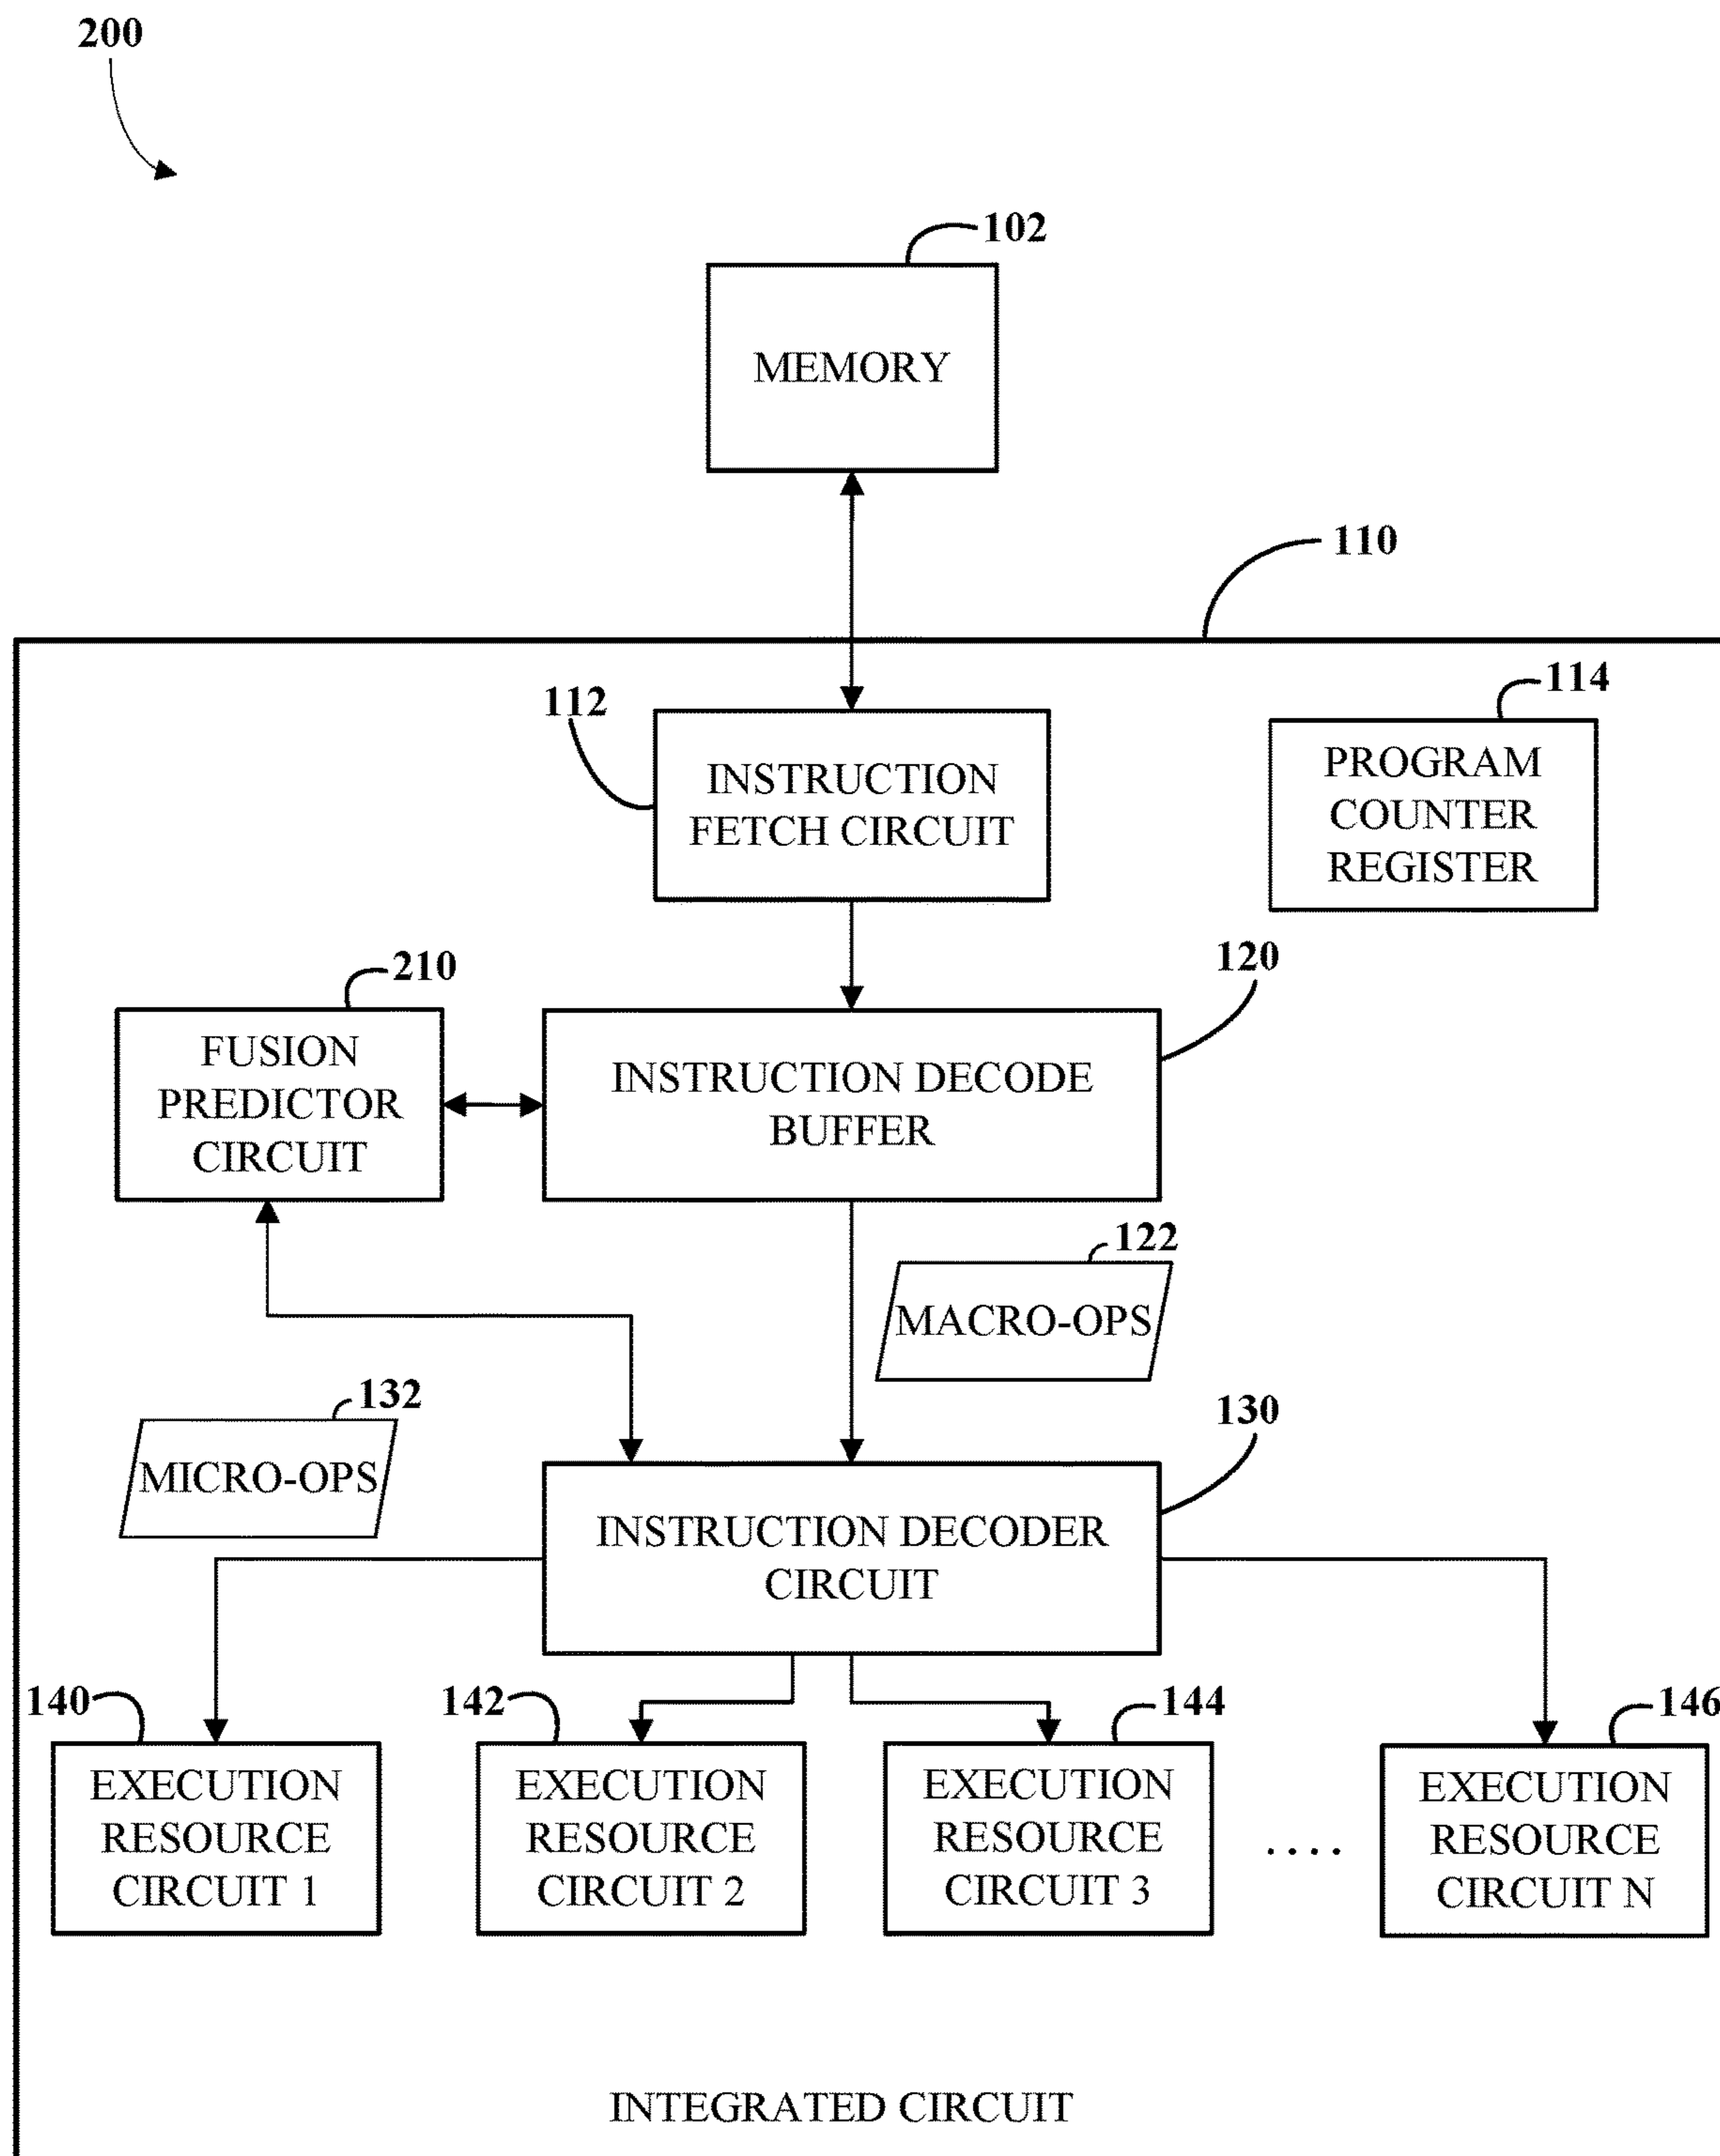 200
102
MEMORY
110
112
114
INSTRUCTION
FETCH CIRCUIT
PROGRAM
COUNTER
REGISTER
210
120
FUSION
PREDICTOR
CIRCUIT
INSTRUCTION DECODE
BUFFER
122
MACRO-OPS
132
MICRO-OPS
130
INSTRUCTION DECODER
CIRCUIT
140
142
144
146
EXECUTION
RESOURCE
CIRCUIT 1
EXECUTION
RESOURCE
CIRCUIT 2
EXECUTION
RESOURCE
CIRCUIT 3
....
EXECUTION
RESOURCE
CIRCUIT N
INTEGRATED CIRCUIT